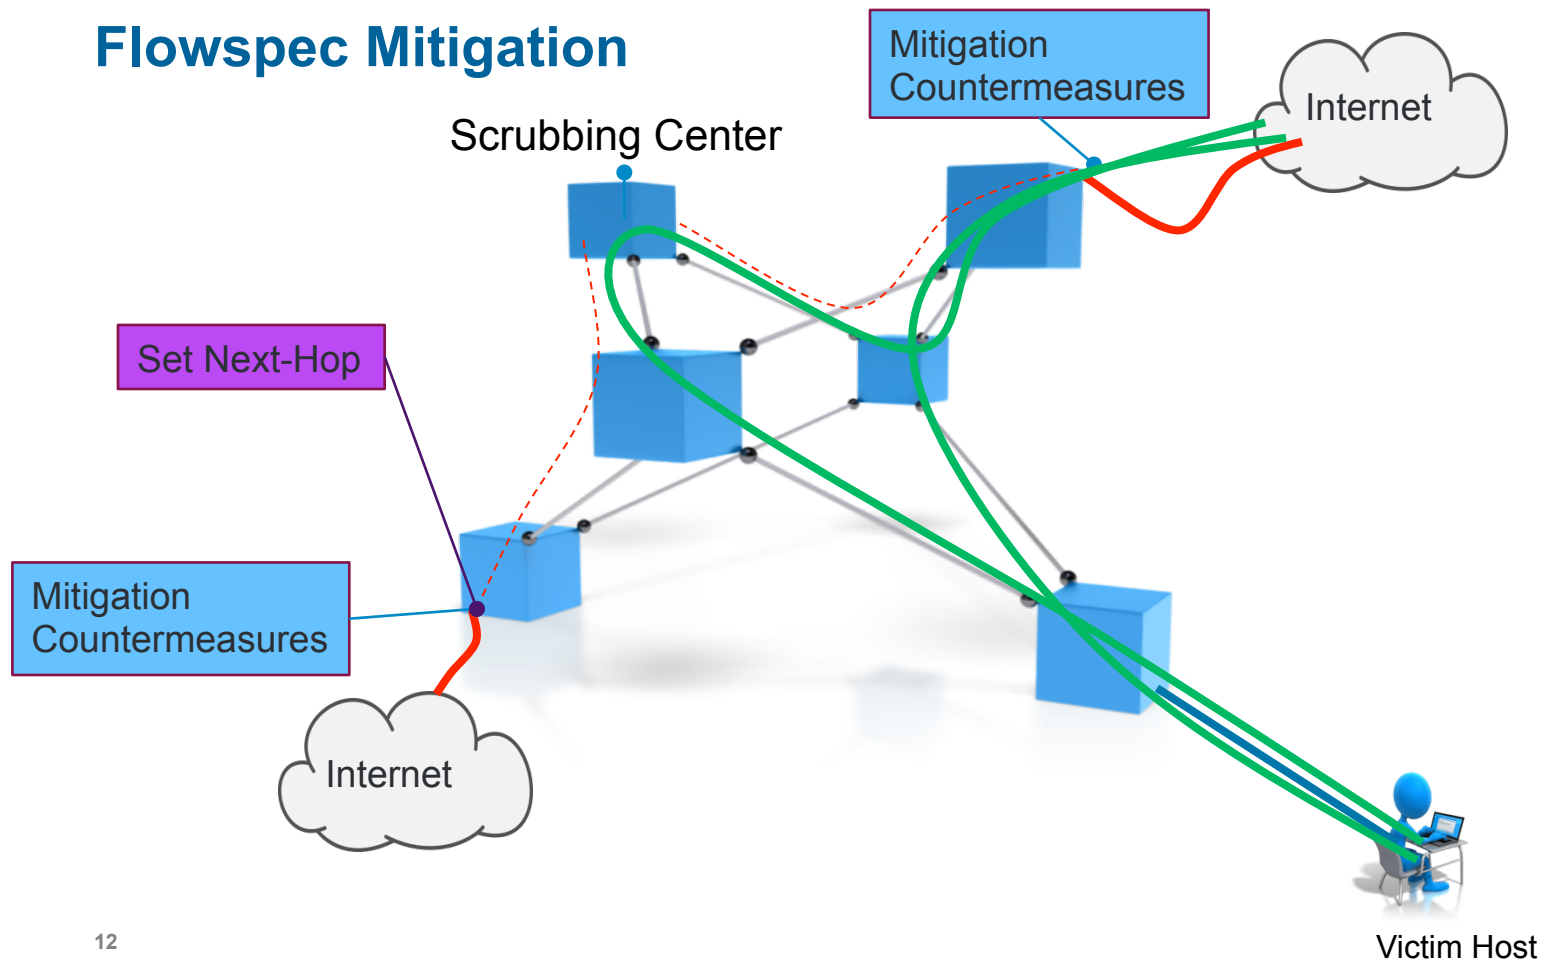 Flowspec Mitigation
Mitigation
Countermeasures
Internet
Scrubbing Center
Set Next-Hop
Mitigation
Countermeasures
Internet
12
Victim Host